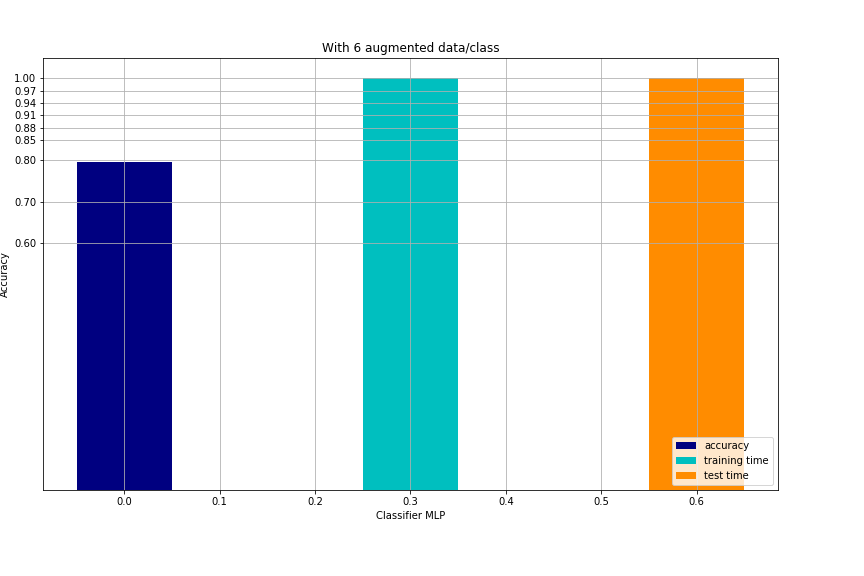 With 6 augmented data/class
1.00
0.97
0.94
0.91
0.88
0.85
0.80
0.70
0.60
Accuracy
accuracy
training time
test time
0.0 0.1 0.2 0.3 0.4 0.5 0.6
Classifier MLP